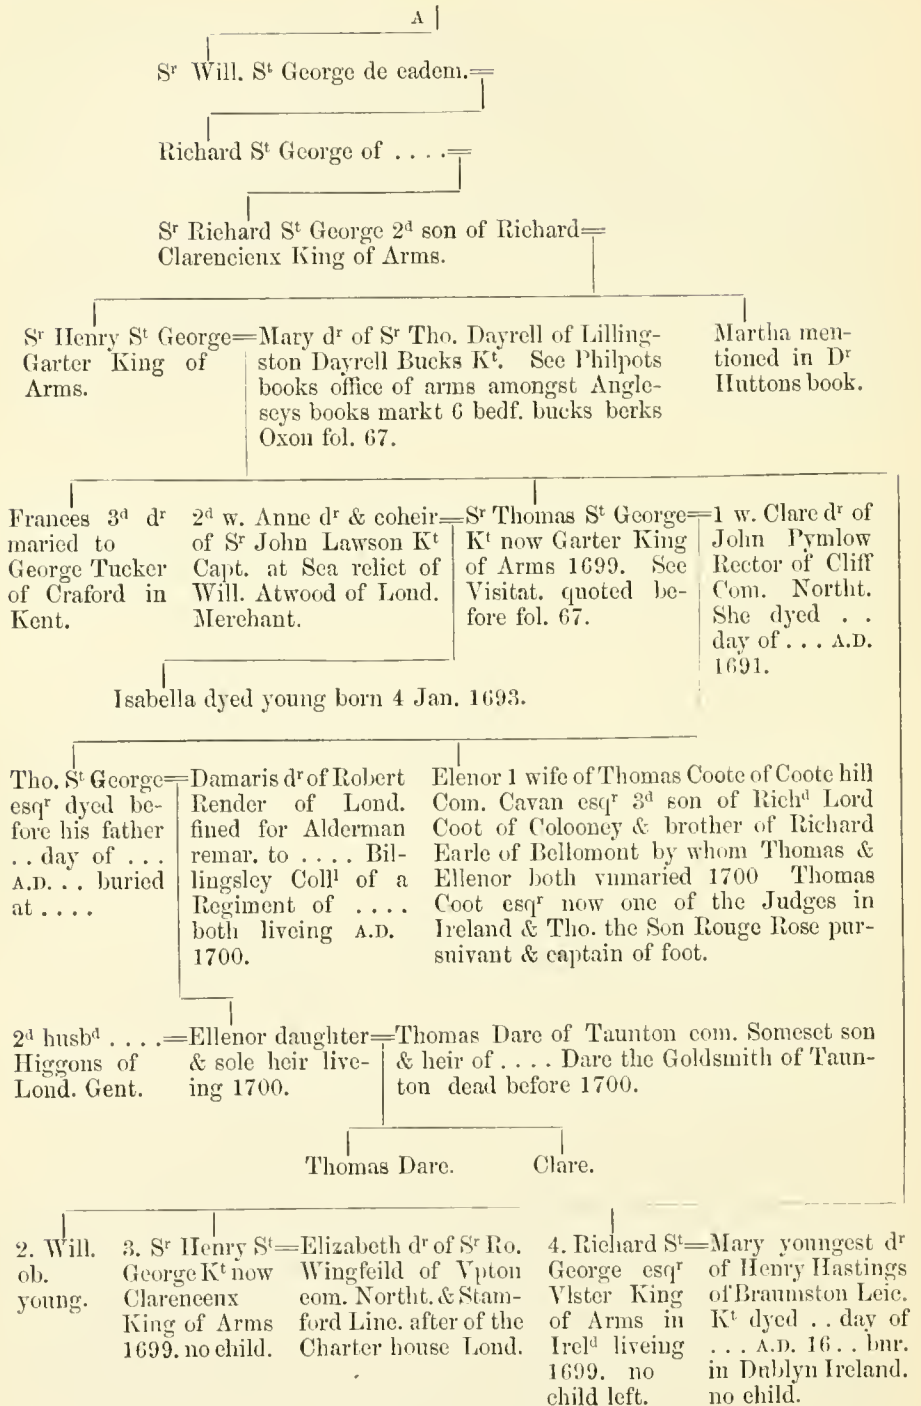 A
Sʳ Will. Sᵗ George de eadem.=
Richard Sᵗ George of . . . .=
Sʳ Richard Sᵗ George 2ᵈ son of Richard=
Clarencieux King of Arms.
Sʳ Henry Sᵗ George=
Garter King of
Arms.
Mary dʳ of Sʳ Tho. Dayrell of Lilling-
ston Dayrell Bucks Kᵗ. See Philpots
books office of arms amongst Angle-
seys books markt 6 bedf. bucks berks
Oxon fol. 67.
Martha men-
tioned in Dʳ
Huttons book.
Frances 3ᵈ dʳ
maried to
George Tucker
of Craford in
Kent.
2ᵈ w. Anne dʳ & coheir=
of Sʳ John Lawson Kᵗ
Capt. at Sea relict of
Will. Atwood of Lond.
Merchant.
Sʳ Thomas Sᵗ George=
Kᵗ now Garter King
of Arms 1699. See
Visitat. quoted be-
fore fol. 67.
1 w. Clare dʳ of
John Pymlow
Rector of Cliff
Com. Northt.
She dyed . .
day of . . . A.D.
1691.
Isabella dyed young born 4 Jan. 1693.
Tho. Sᵗ George=
esqʳ dyed be-
fore his father
. . day of . . .
A.D. . . buried
at . . . .
Damaris dʳ of Robert
Render of Lond.
fined for Alderman
remar. to . . . . Bil-
lingsley Collˡ of a
Regiment of . . . .
both liveing A.D.
1700.
Elenor 1 wife of Thomas Coote of Coote hill
Com. Cavan esqʳ 3ᵈ son of Richᵈ Lord
Coot of Colooney & brother of Richard
Earle of Bellomont by whom Thomas &
Ellenor both vnmaried 1700 Thomas
Coot esqʳ now one of the Judges in
Ireland & Tho. the Son Rouge Rose pur-
suivant & captain of foot.
2ᵈ husbᵈ . . . .=
Higgons of
Lond. Gent.
Ellenor daughter=
& sole heir live-
ing 1700.
Thomas Dare of Taunton com. Someset son
& heir of . . . . Dare the Goldsmith of Taun-
ton dead before 1700.
Thomas Dare.
Clare.
2. Will.
ob.
young.
3. Sʳ Henry Sᵗ=
George Kᵗ now
Clarenceux
King of Arms
1699. no child.
Elizabeth dʳ of Sʳ Ro.
Wingfeild of Vpton
com. Northt. & Stam-
ford Linc. after of the
Charter house Lond.
4. Richard Sᵗ=
George esqʳ
Vlster King
of Arms in
Irelᵈ liveing
1699. no
child left.
Mary youngest dʳ
of Henry Hastings
of Braunston Leic.
Kᵗ dyed . . day of
. . . A.D. 16 . . bur.
in Dublyn Ireland.
no child.